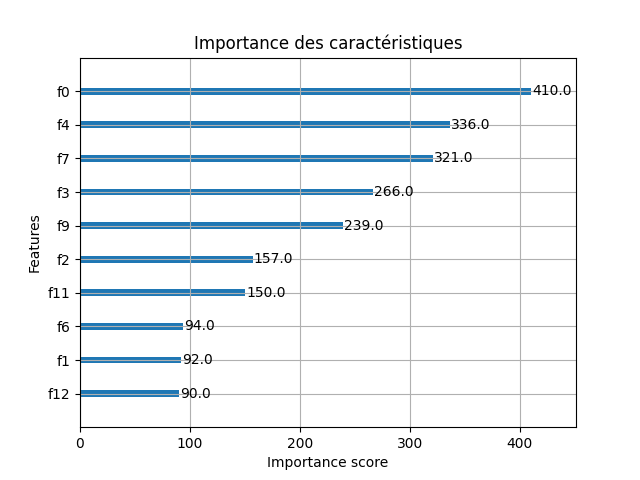 Importance des caractéristiques
Features
f0 410.0
f4 336.0
f7 321.0
f3 266.0
f9 239.0
f2 157.0
f11 150.0
f6 94.0
f1 92.0
f12 90.0
0 100 200 300 400
Importance score